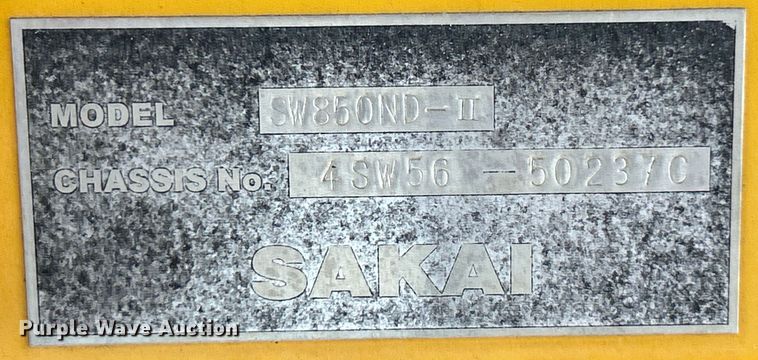 MODEL SW850ND-II
CHASSIS No. 4SW56 - 50237C
SAKAI
Purple Wave Auction